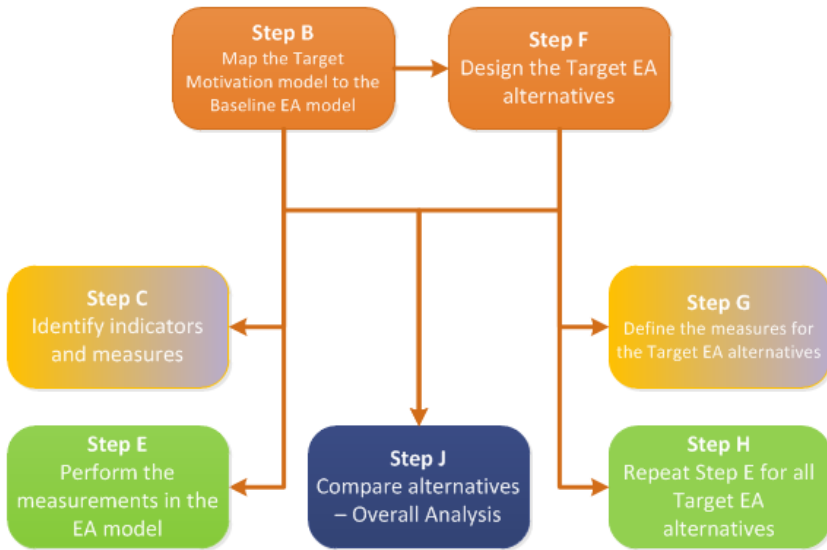 Step B
Map the Target
Motivation model to the
Baseline EA model
Step F
Design the Target EA
alternatives
Step C
Identify indicators
and measures
Step G
Define the measures for
the Target EA alternatives
Step E
Perform the
measurements in the
EA model
Step J
Compare alternatives
– Overall Analysis
Step H
Repeat Step E for all
Target EA
alternatives